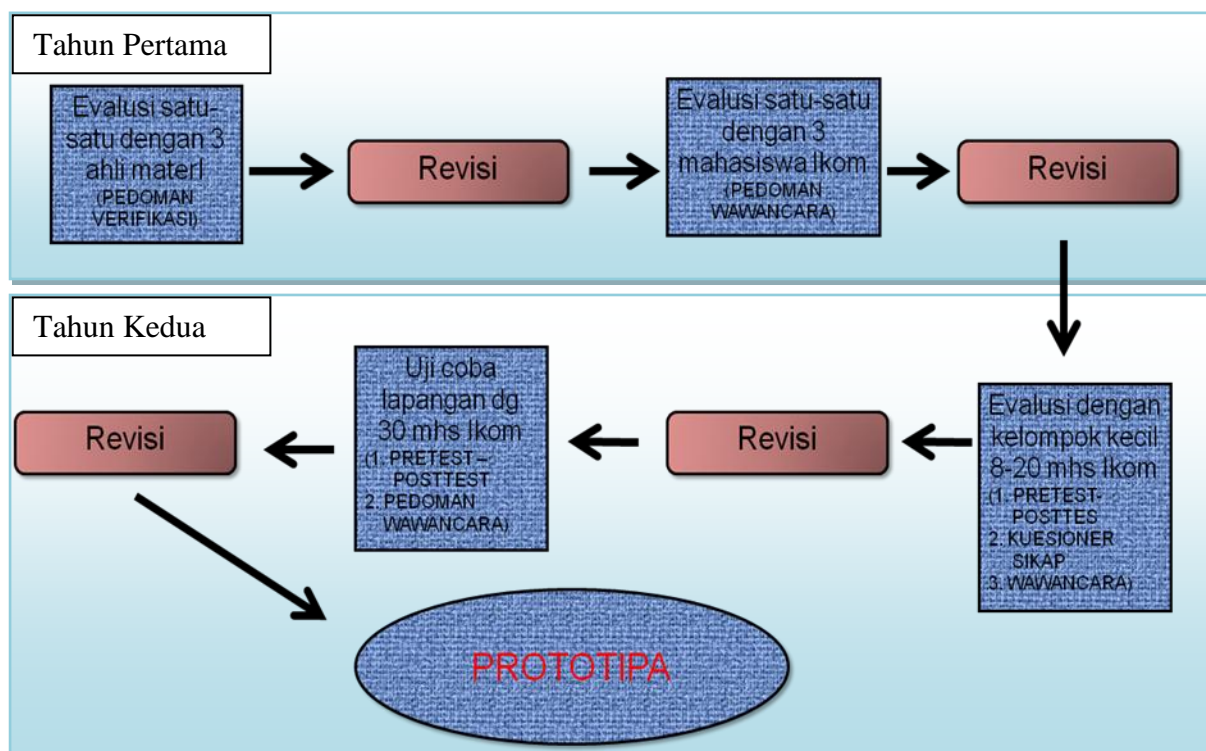 Tahun Pertama
Evalusi satu-
satu dengan 3
ahli materI
(PEDOMAN
VERIFIKASI)
Revisi
Evalusi satu-satu
dengan 3
mahasiswa Ikom
(PEDOMAN
WAWANCARA)
Revisi
Tahun Kedua
Evalusi dengan
kelompok kecil
8-20 mhs Ikom
(1. PRETEST-
POSTTES
2. KUESIONER
SIKAP
3. WAWANCARA)
Revisi
Uji coba
lapangan dg
30 mhs Ikom
(1. PRETEST –
POSTTEST
2. PEDOMAN
WAWANCARA)
Revisi
PROTOTIPA